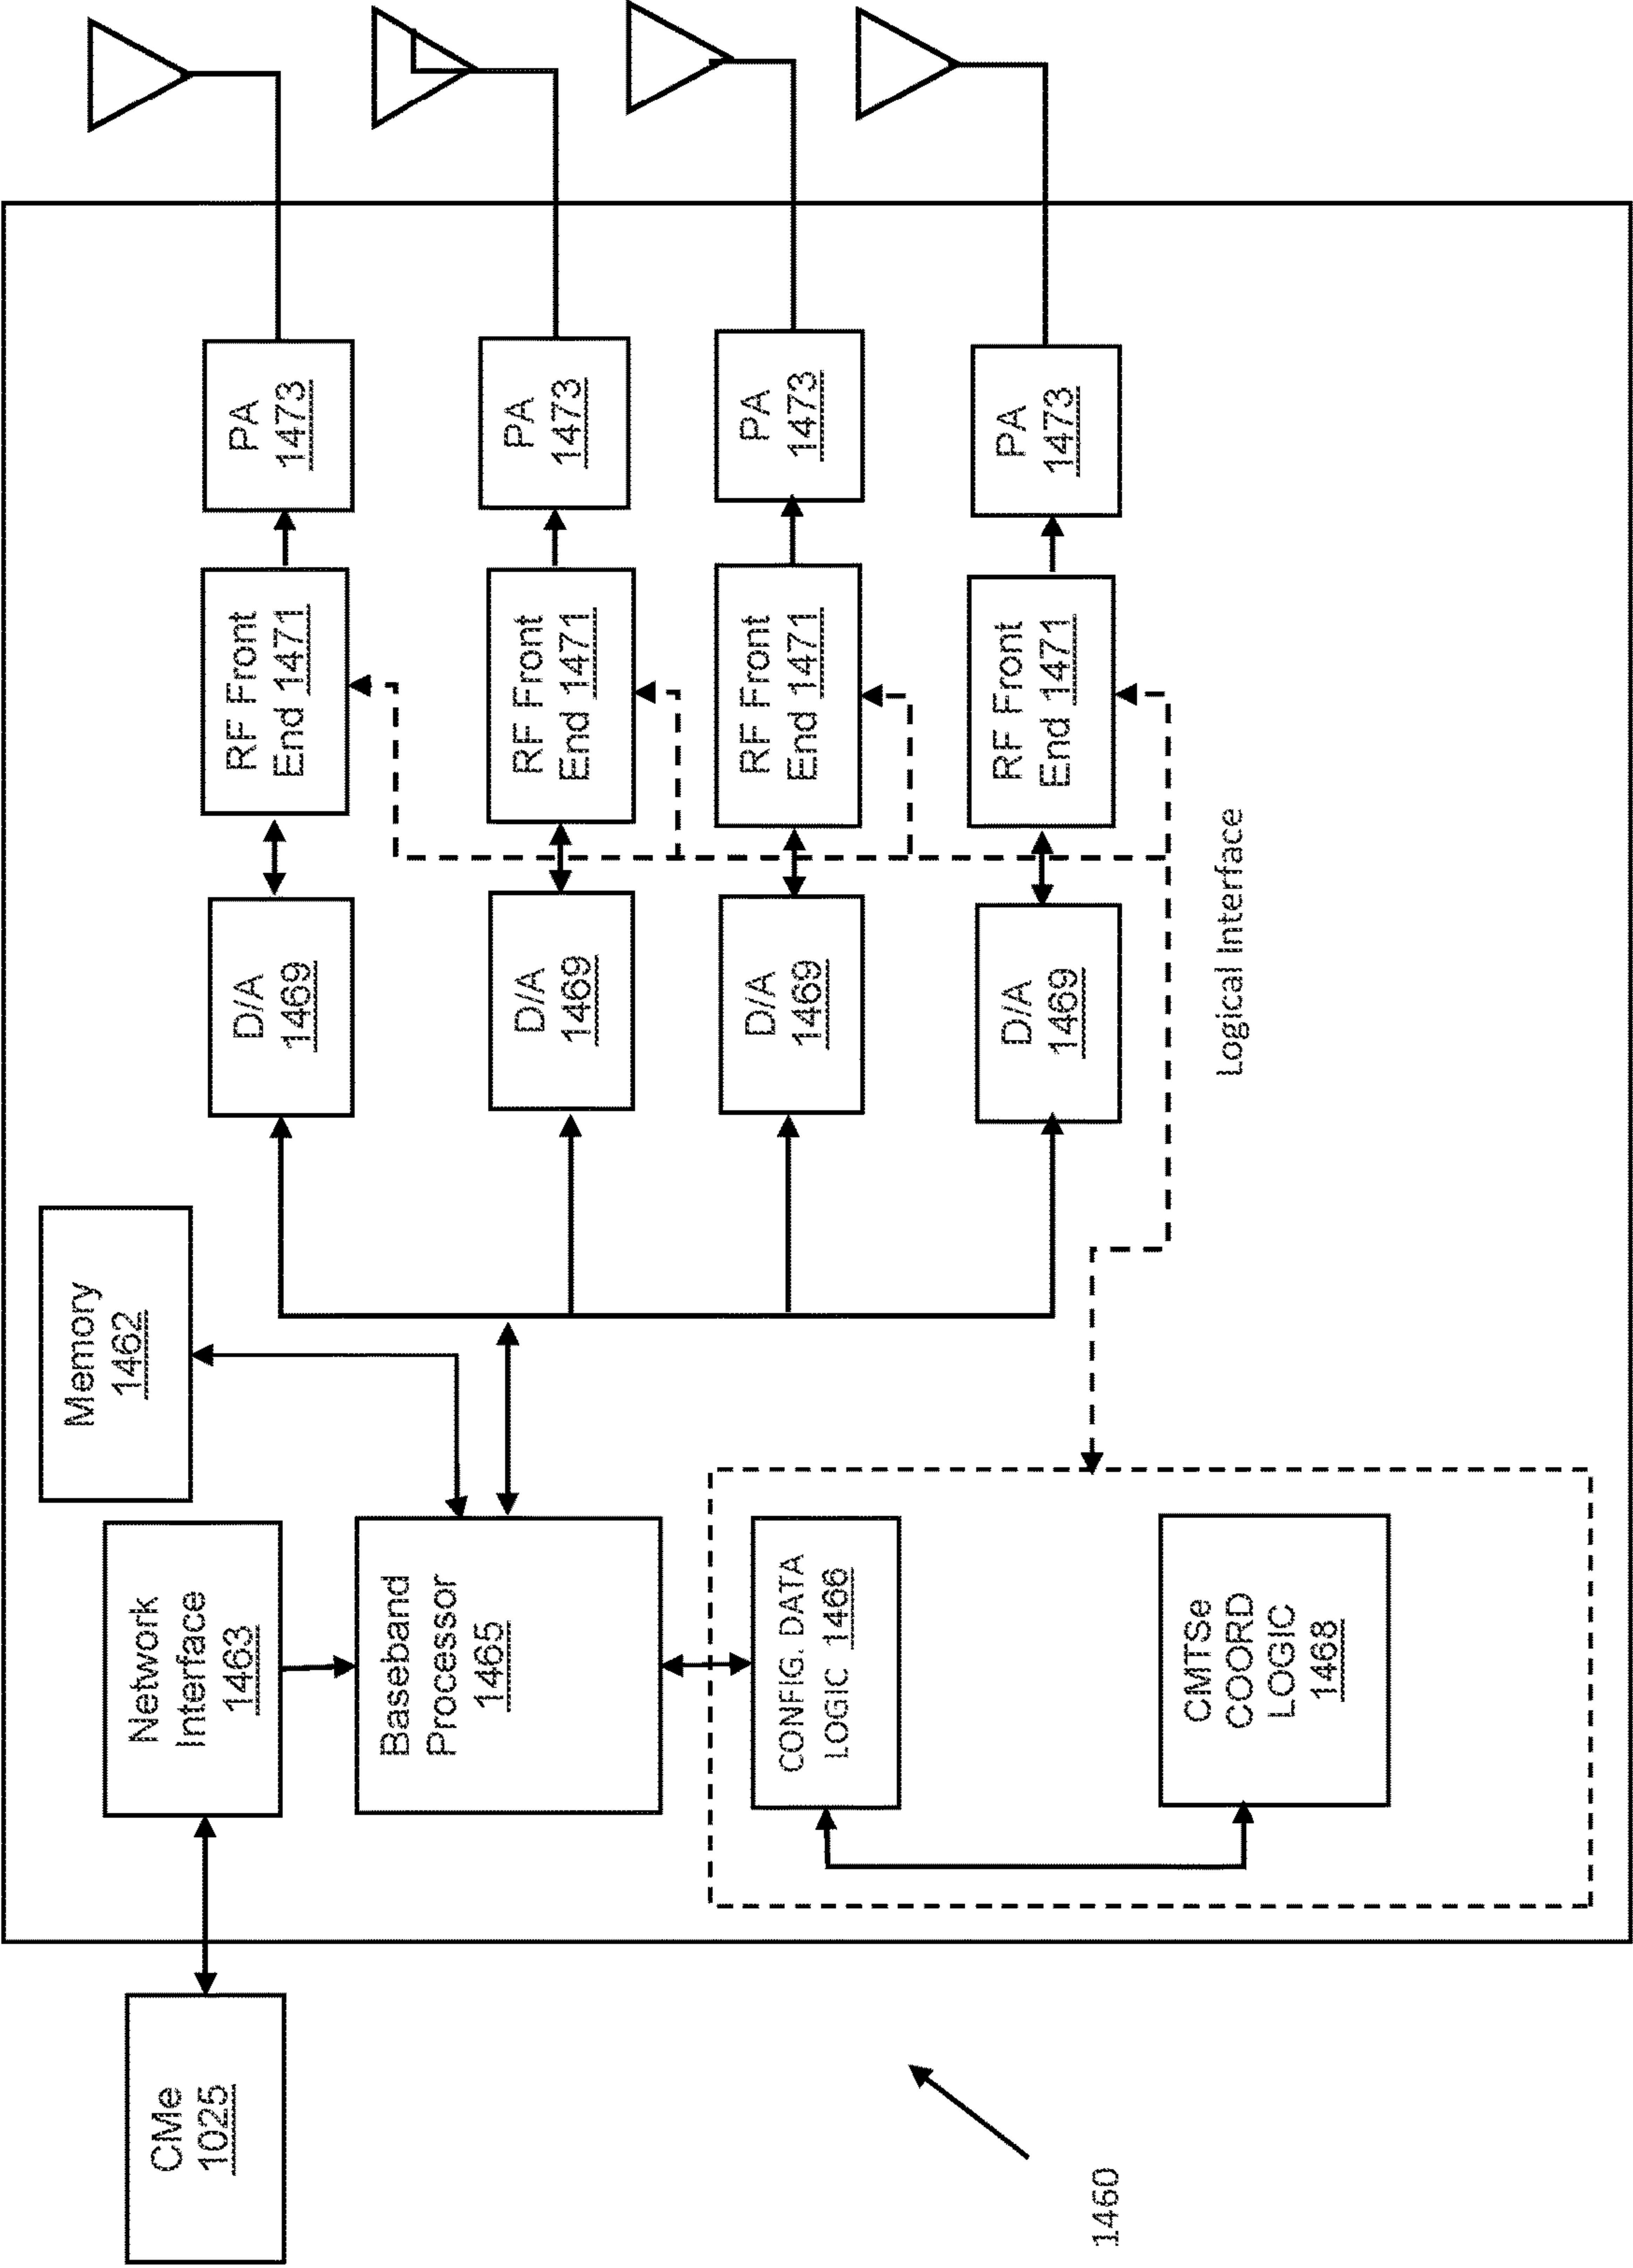 CMe
1025
Network
Interface
1463
Memory
1462
Baseband
Processor
1465
CONFIG. DATA
LOGIC 1466
CMTSe
COORD
LOGIC
1468
D/A
1469
RF Front
End 1471
PA
1473
D/A
1469
RF Front
End 1471
PA
1473
D/A
1469
RF Front
End 1471
PA
1473
D/A
1469
RF Front
End 1471
PA
1473
Logical Interface
1460